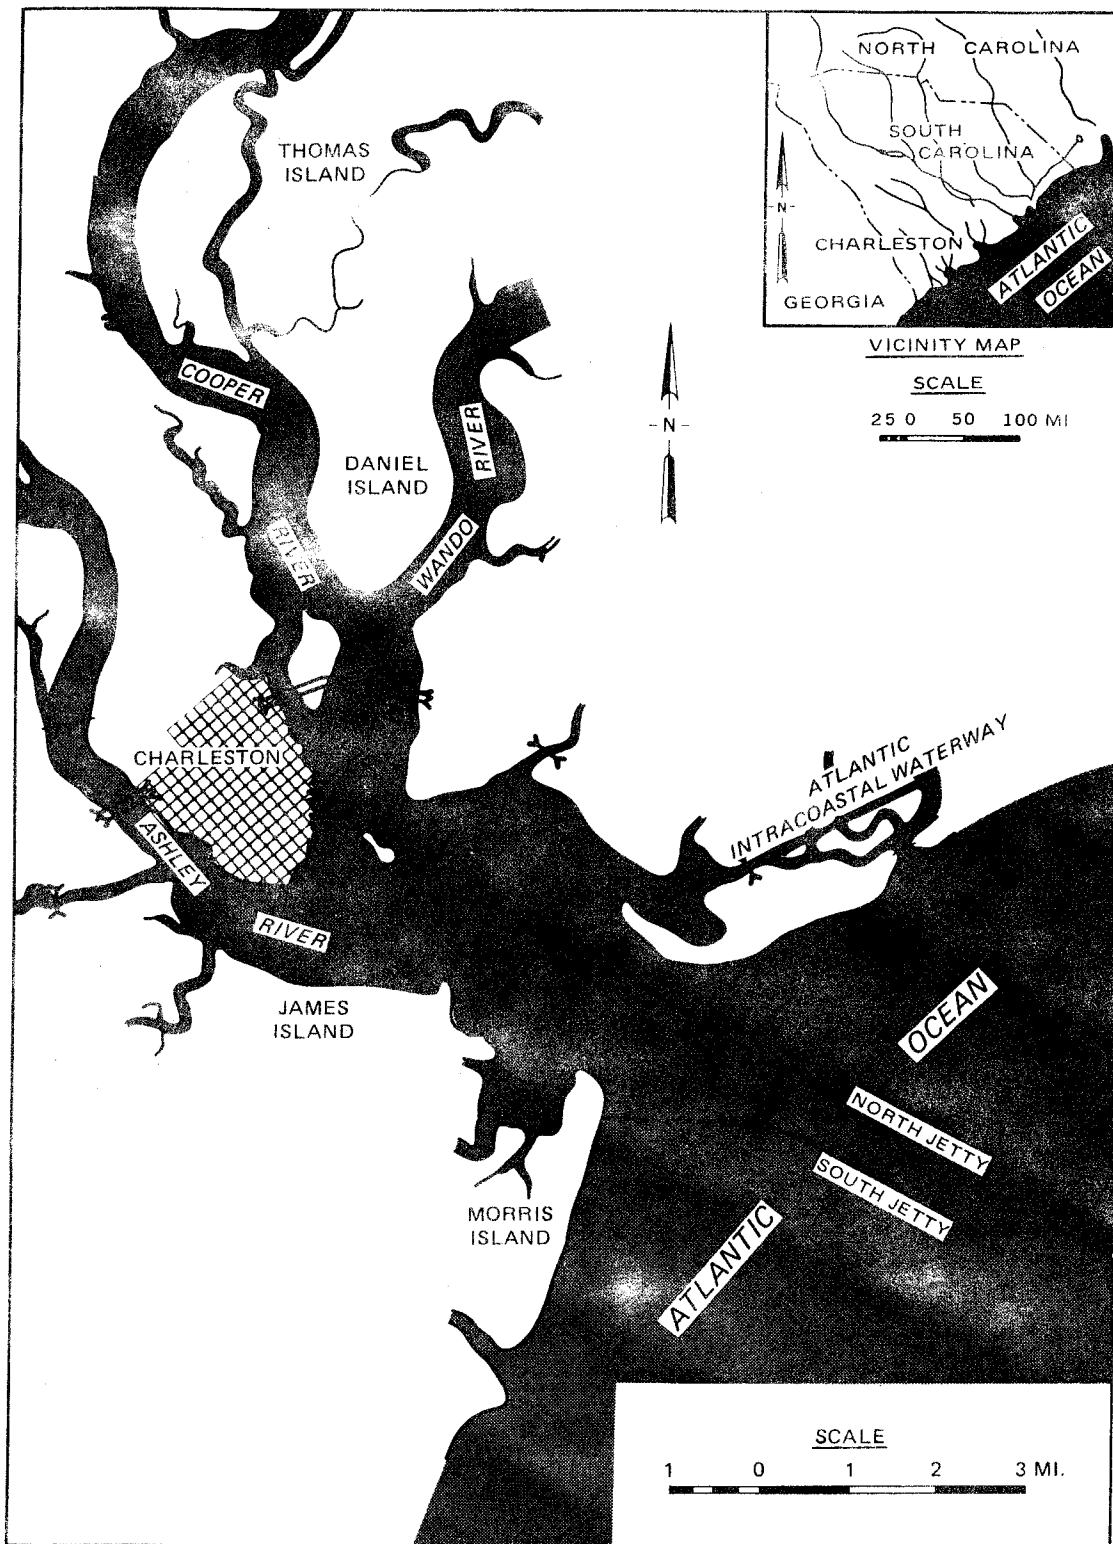 NORTH CAROLINA
SOUTH
CAROLINA
N
CHARLESTON
GEORGIA
ATLANTIC
OCEAN
VICINITY MAP
SCALE
25 0 50 100 MI
THOMAS
ISLAND
COOPER
RIVER
DANIEL
ISLAND
RIVER
WANDO
N
CHARLESTON
ASHLEY
RIVER
ATLANTIC
INTRACOASTAL WATERWAY
JAMES
ISLAND
OCEAN
NORTH JETTY
SOUTH JETTY
MORRIS
ISLAND
ATLANTIC
SCALE
1 0 1 2 3 MI.